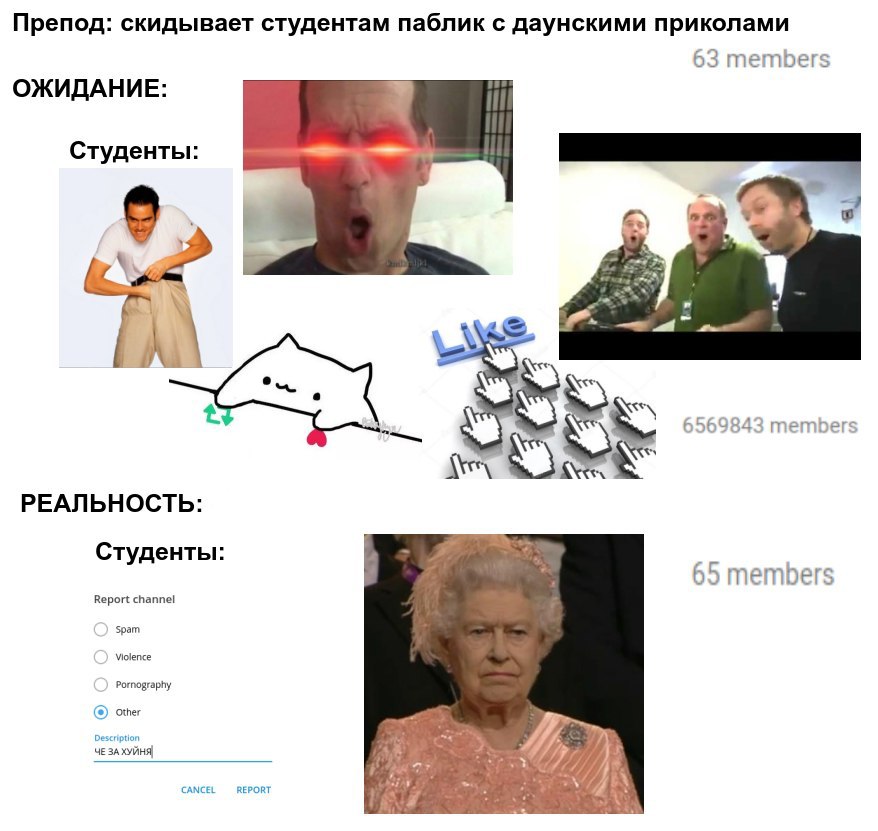 Препод: скидывает студентам паблик с даунскими приколами
63 members
ОЖИДАНИЕ:
Студенты:
Like
6569843 members
РЕАЛЬНОСТЬ:
Студенты:
65 members
Report channel
Spam
Violence
Pornography
Other
Description
ЧЕ ЗА ХУЙНЯ
CANCEL REPORT